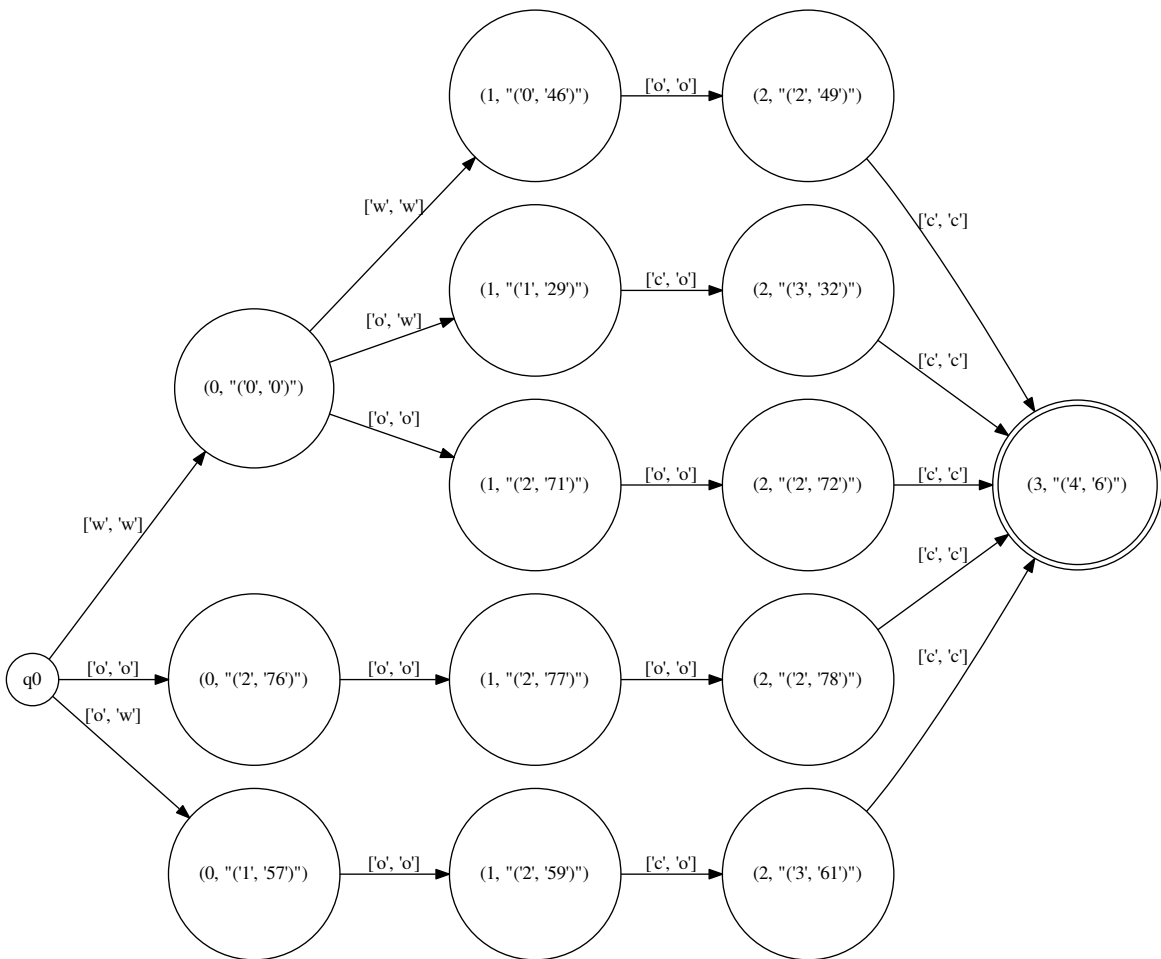 (1, "('0', '46')")
['o', 'o']
(2, "('2', '49')")
['w', 'w']
['c', 'c']
(1, "('1', '29')")
['c', 'o']
(2, "('3', '32')")
['o', 'w']
['c', 'c']
(0, "('0', '0')")
['o', 'o']
(1, "('2', '71')")
['o', 'o']
(2, "('2', '72')")
['c', 'c']
(3, "('4', '6')")
['w', 'w']
['c', 'c']
q0
['o', 'o']
(0, "('2', '76')")
['o', 'o']
(1, "('2', '77')")
['o', 'o']
(2, "('2', '78')")
['c', 'c']
['o', 'w']
(0, "('1', '57')")
['o', 'o']
(1, "('2', '59')")
['c', 'o']
(2, "('3', '61')")